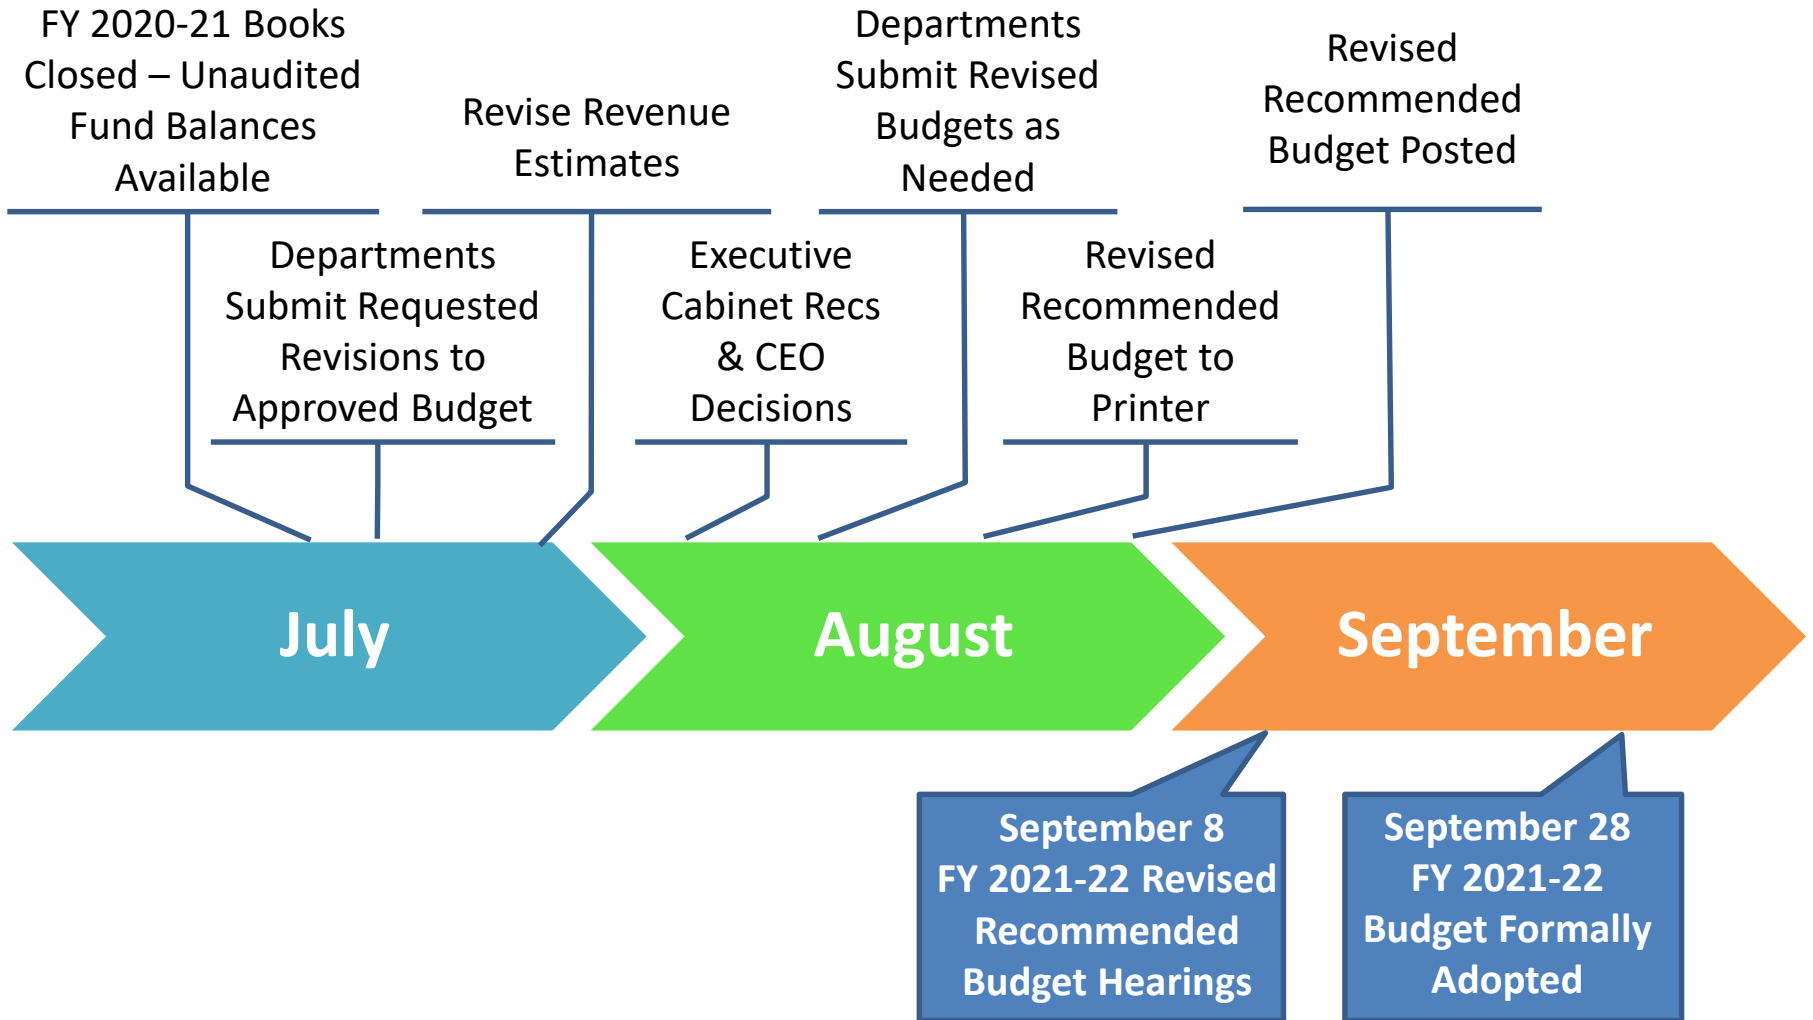 FY 2020-21 Books
Closed – Unaudited
Fund Balances
Available
Departments
Submit Requested
Revisions to
Approved Budget
Revise Revenue
Estimates
Executive
Cabinet Recs
& CEO
Decisions
Departments
Submit Revised
Budgets as
Needed
Revised
Recommended
Budget to
Printer
Revised
Recommended
Budget Posted
July
August
September
September 8
FY 2021-22 Revised
Recommended
Budget Hearings
September 28
FY 2021-22
Budget Formally
Adopted